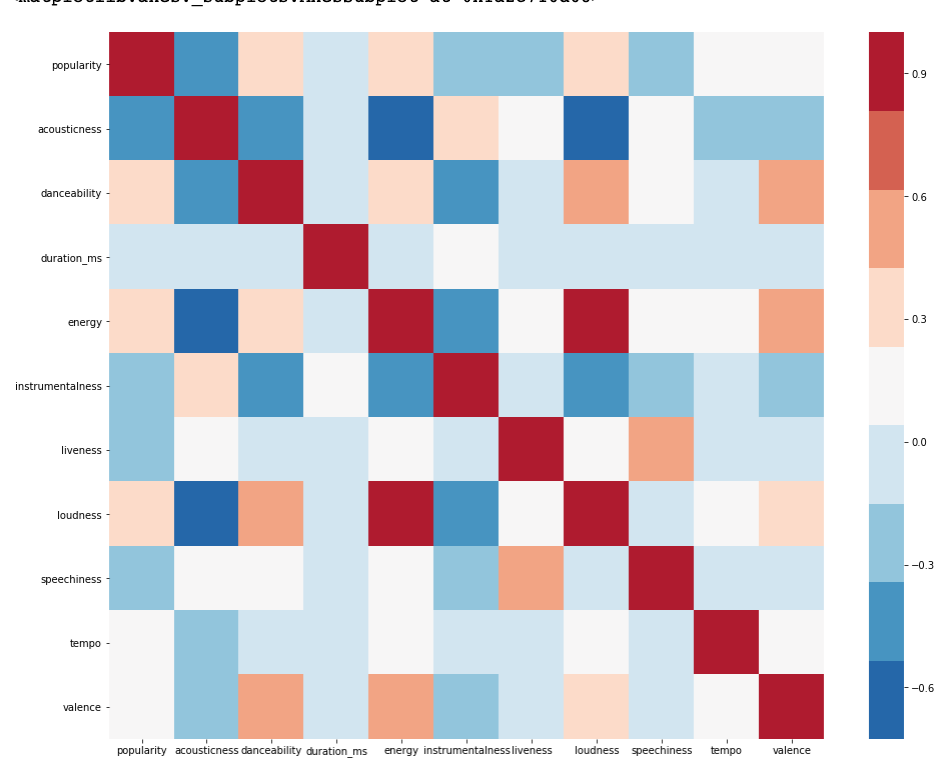 popularity
acousticness
danceability
duration_ms
energy
instrumentalness
liveness
loudness
speechiness
tempo
valence
popularity acousticness danceability duration_ms energy instrumentalness liveness loudness speechiness tempo valence
0.9
0.6
0.3
0.0
−0.3
−0.6